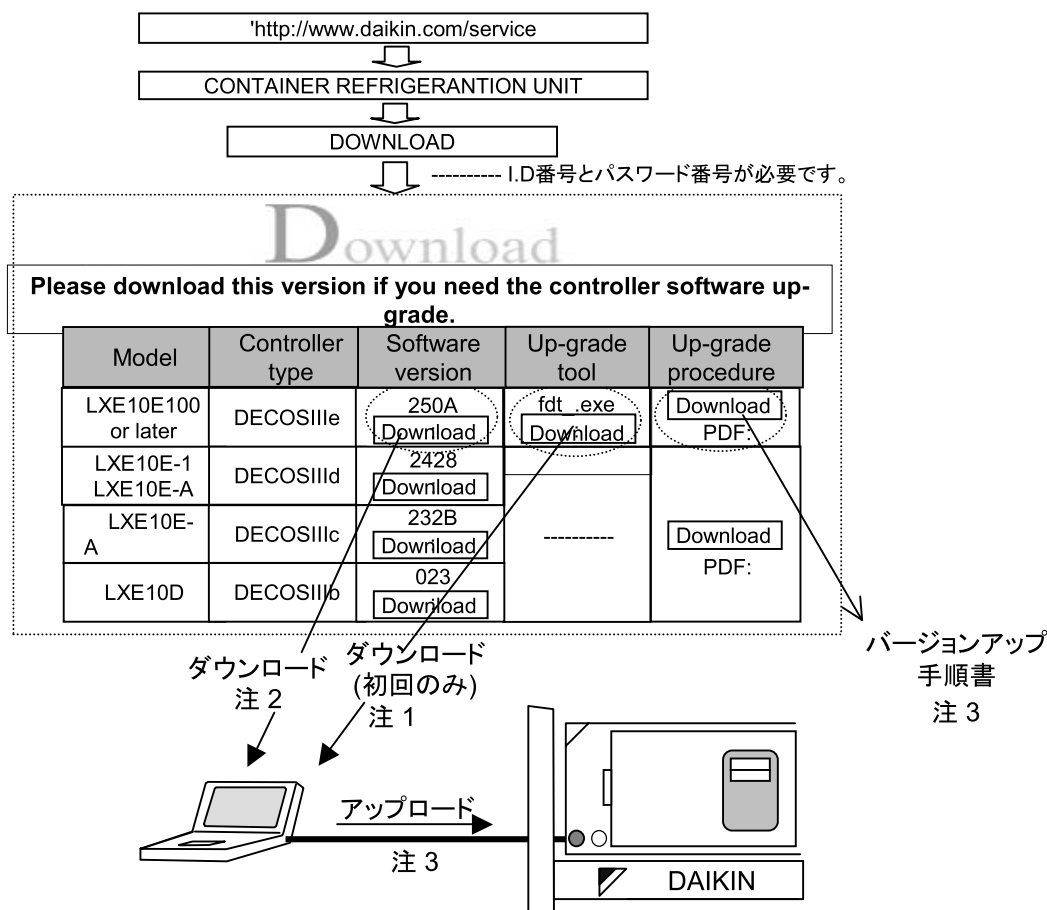 'http://www.daikin.com/service
CONTAINER REFRIGERANTION UNIT
DOWNLOAD
---------- I.D番号とパスワード番号が必要です。
Download
Please download this version if you need the controller software up-
grade.
Model
Controller
type
Software
version
Up-grade
tool
Up-grade
procedure
LXE10E100
or later
DECOSIIIe
250A
Download
fdt_.exe
Download
Download
PDF:
LXE10E-1
LXE10E-A
DECOSIIId
2428
Download
LXE10E-
A
DECOSIIIc
232B
Download
----------
Download
PDF:
LXE10D
DECOSIIIb
023
Download
ダウンロード
注 2
ダウンロード
(初回のみ)
注 1
バージョンアップ
手順書
注 3
アップロード
注 3
DAIKIN